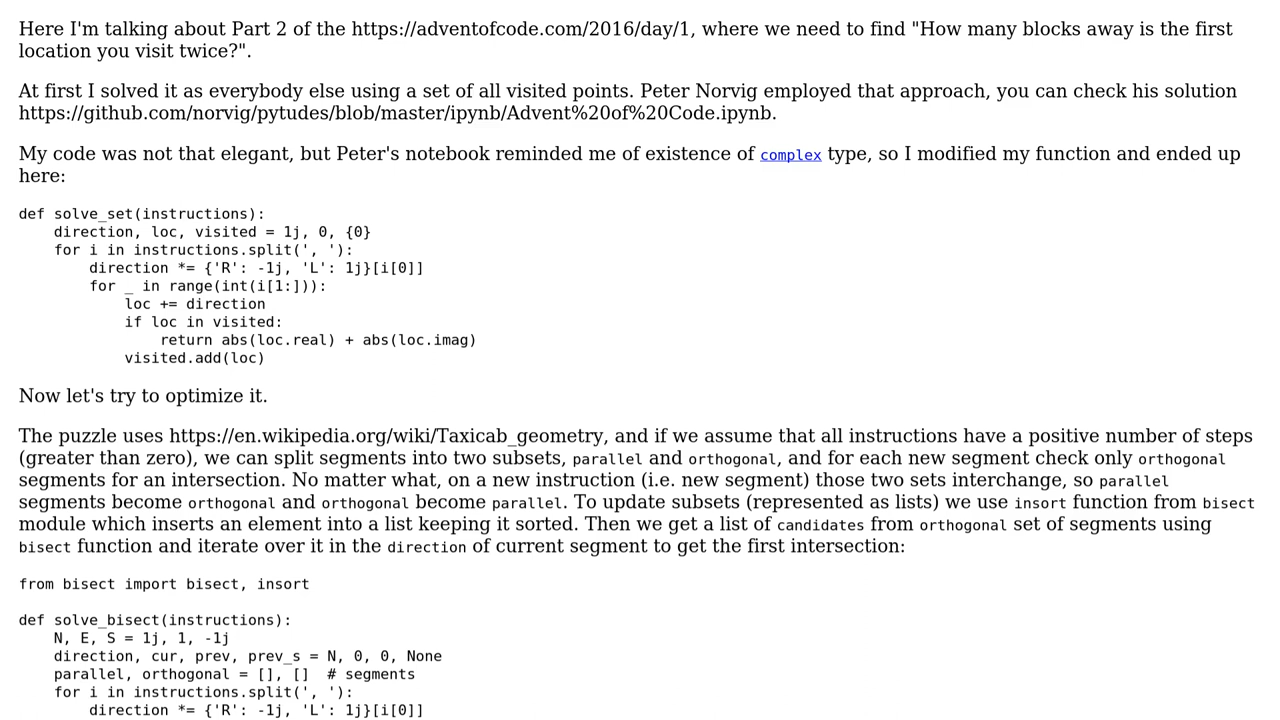 Here I'm talking about Part 2 of the https://adventofcode.com/2016/day/1, where we need to find "How many blocks away is the first
location you visit twice?".
At first I solved it as everybody else using a set of all visited points. Peter Norvig employed that approach, you can check his solution
https://github.com/norvig/pytudes/blob/master/ipynb/Advent%20of%20Code.ipynb.
My code was not that elegant, but Peter's notebook reminded me of existence of complex type, so I modified my function and ended up
here:
def solve_set(instructions):
    direction, loc, visited = 1j, 0, {0}
    for i in instructions.split(', '):
        direction *= {'R': -1j, 'L': 1j}[i[0]]
        for _ in range(int(i[1:])):
            loc += direction
            if loc in visited:
                return abs(loc.real) + abs(loc.imag)
            visited.add(loc)
Now let's try to optimize it.
The puzzle uses https://en.wikipedia.org/wiki/Taxicab_geometry, and if we assume that all instructions have a positive number of steps
(greater than zero), we can split segments into two subsets, parallel and orthogonal, and for each new segment check only orthogonal
segments for an intersection. No matter what, on a new instruction (i.e. new segment) those two sets interchange, so parallel
segments become orthogonal and orthogonal become parallel. To update subsets (represented as lists) we use insort function from bisect
module which inserts an element into a list keeping it sorted. Then we get a list of candidates from orthogonal set of segments using
bisect function and iterate over it in the direction of current segment to get the first intersection:
from bisect import bisect, insort
def solve_bisect(instructions):
    N, E, S = 1j, 1, -1j
    direction, cur, prev, prev_s = N, 0, 0, None
    parallel, orthogonal = [], []  # segments
    for i in instructions.split(', '):
        direction *= {'R': -1j, 'L': 1j}[i[0]]